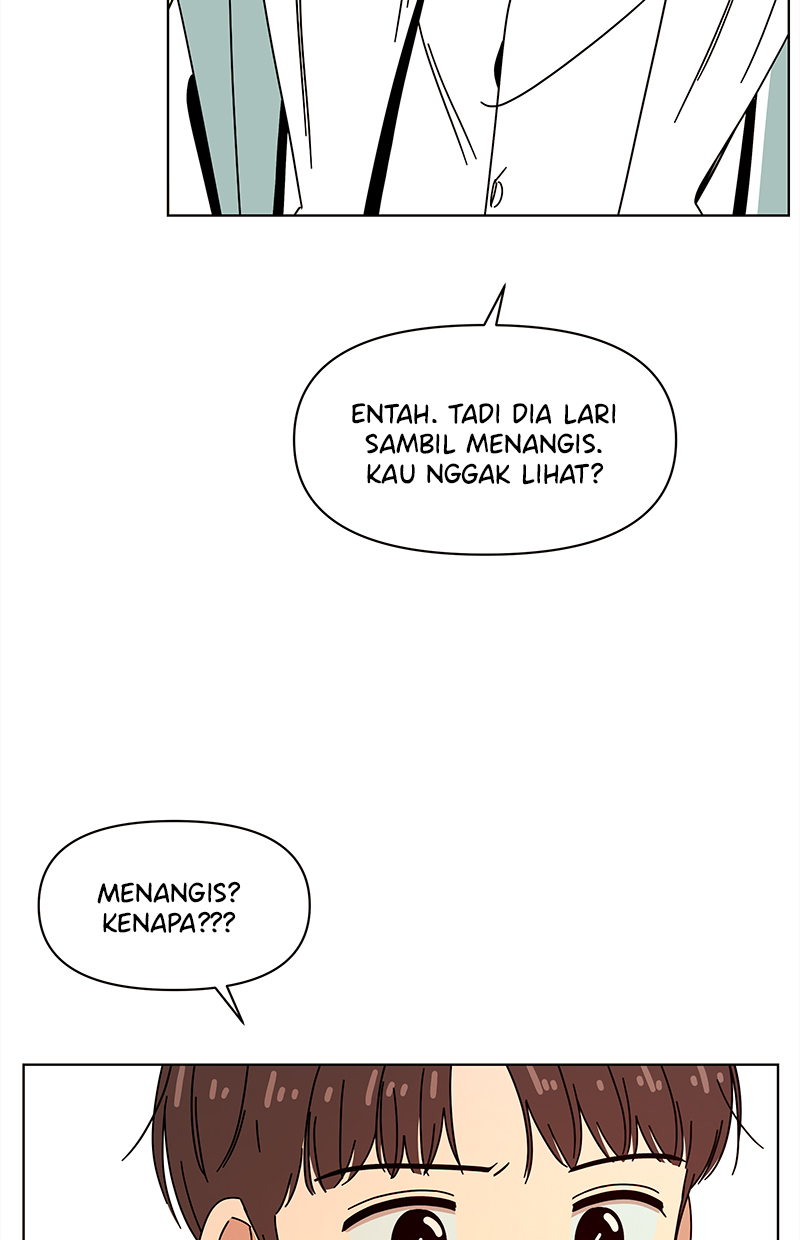 ENTAH. TADI DIA LARI
SAMBIL MENANGIS.
KAU NGGAK LIHAT?
MENANGIS?
KENAPA???